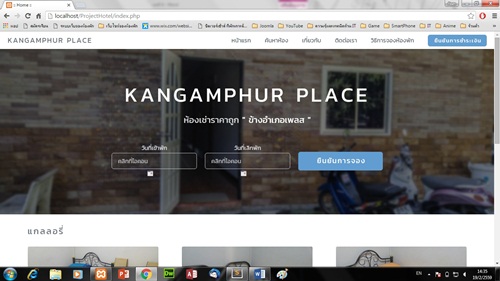 :: Home ::
localhost/ProjectHotel/index.php
Joomla
YouTube
Game
SmartPhone
IT
Anime
KANGAMPHUR PLACE
หน้าแรก ค้นหาห้อง เกี่ยวกับ ติดต่อเรา วิธีการจองห้องพัก ยืนยันการชำระเงิน
KANGAMPHUR PLACE
ห้องเช่าราคาถูก " ข้างอำเภอเพลส "
วันที่เข้าพัก วันที่เลิกพัก
คลิกที่ไอคอน คลิกที่ไอคอน ยืนยันการจอง
แกลลอรี่
EN
14:35
19/2/2559